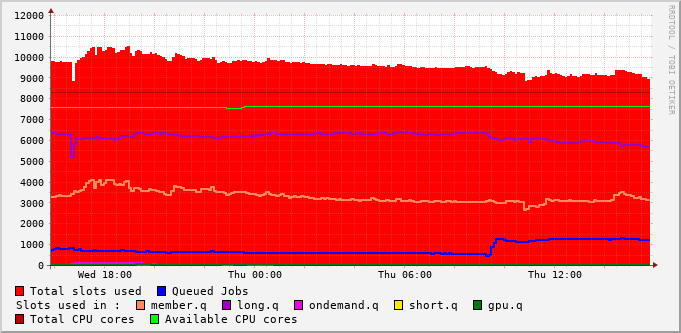 RRDTOOL / TOBI OETIKER
12000
11000
10000
9000
8000
7000
6000
5000
4000
3000
2000
1000
0
Wed 18:00 Thu 00:00 Thu 06:00 Thu 12:00
Total slots used Queued Jobs
Slots used in : member.q long.q ondemand.q short.q gpu.q
Total CPU cores Available CPU cores